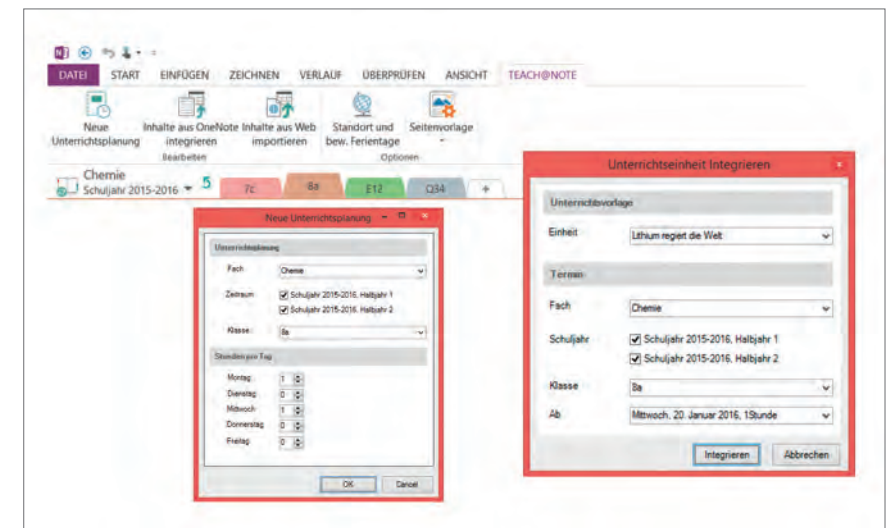 DATEI START EINFÜGEN ZEICHNEN VERLAUF ÜBERPRÜFEN ANSICHT TEACH@NOTE
Neue Unterrichtsplanung
Inhalte aus OneNote integrieren
Inhalte aus Web importieren
Standort und bew. Ferientage
Seitenvorlage
Bearbeiten
Optionen
Chemie
Schuljahr 2015-2016
7c 8a E12 Q34 +
Neue Unterrichtsplanung
Unterrichtsplanung
Fach Chemie
Zeitraum Schuljahr 2015-2016, Halbjahr 1
Schuljahr 2015-2016, Halbjahr 2
Klasse 8a
Stunden pro Tag
Montag 1
Dienstag 0
Mittwoch 1
Donnerstag 0
Freitag 0
OK Cancel
Unterrichtseinheit Integrieren
Unterrichtsvorlage
Einheit Lithium regiert die Welt
Termin
Fach Chemie
Schuljahr Schuljahr 2015-2016, Halbjahr 1
Schuljahr 2015-2016, Halbjahr 2
Klasse 8a
Ab Mittwoch, 20. Januar 2016, 1Stunde
Integrieren Abbrechen